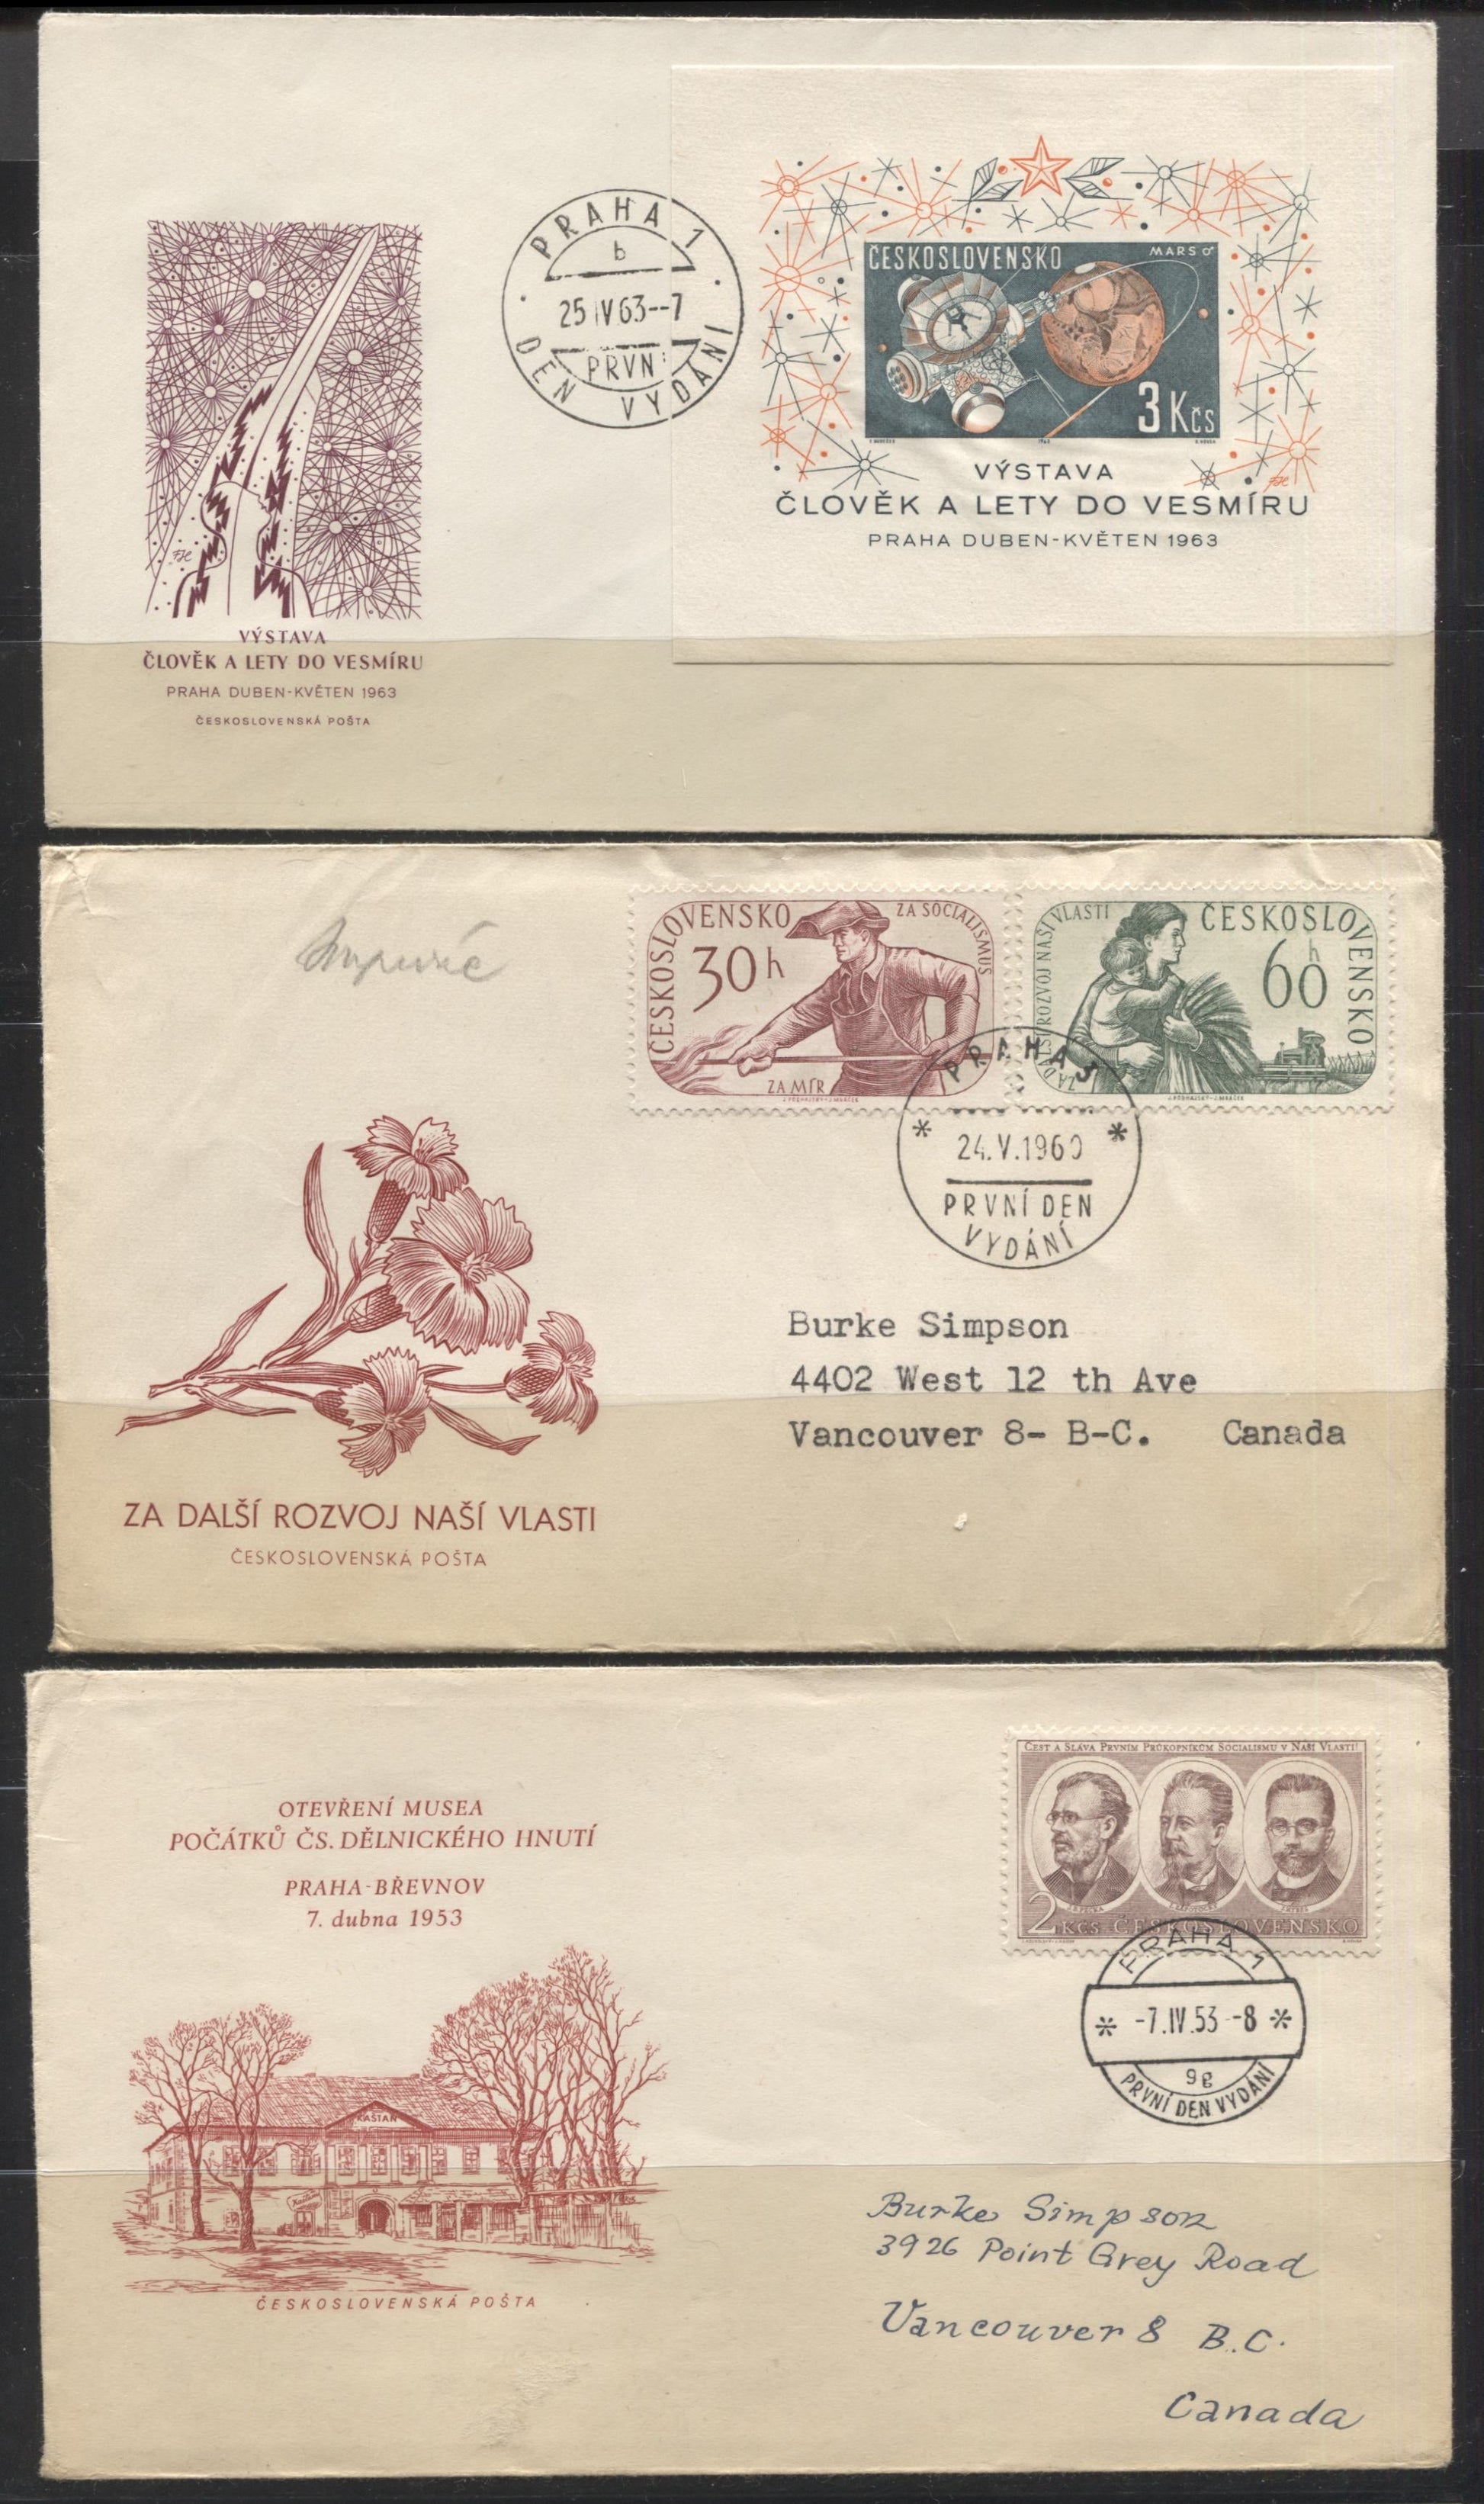 PRAHA 1
b
25 IV 63--7
PRVNÍ
DEN VYDÁNÍ
ČESKOSLOVENSKO
MARS ♂
3 Kčs
1963
VÝSTAVA
ČLOVĚK A LETY DO VESMÍRU
PRAHA DUBEN-KVĚTEN 1963
VÝSTAVA
ČLOVĚK A LETY DO VESMÍRU
PRAHA DUBEN-KVĚTEN 1963
ČESKOSLOVENSKÁ POŠTA
ČESKOSLOVENSKO
ZA SOCIALISMUS
30 h
ZA MÍR
ZA DALŠÍ ROZVOJ NAŠÍ VLASTI
ČESKOSLOVENSKO
60 h
PRAHA 3
* 24.V.1960 *
PRVNÍ DEN
VYDÁNÍ
Burke Simpson
4402 West 12 th Ave
Vancouver 8- B-C. Canada
ZA DALŠÍ ROZVOJ NAŠÍ VLASTI
ČESKOSLOVENSKÁ POŠTA
OTEVŘENÍ MUSEA
POČÁTKŮ ČS. DĚLNICKÉHO HNUTÍ
PRAHA-BŘEVNOV
7. dubna 1953
KAŠTAN
ČESKOSLOVENSKÁ POŠTA
ČEST A SLÁVA PRVNÍM PRŮKOPNÍKŮM SOCIALISMU V NAŠÍ VLASTI!
2 KČS ČESKOSLOVENSKO
PRAHA 1
* -7.IV.53 -8 *
9g
PRVNÍ DEN VYDÁNÍ
Burke Simpson
3926 Point Grey Road
Vancouver 8 B.C.
Canada